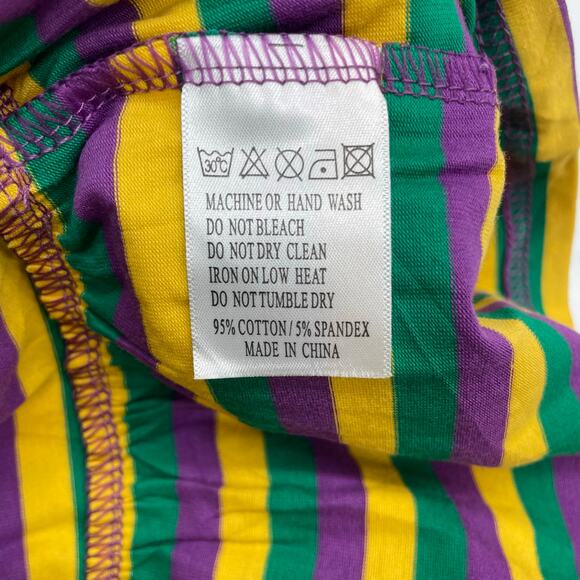 30°C
MACHINE OR HAND WASH
DO NOT BLEACH
DO NOT DRY CLEAN
IRON ON LOW HEAT
DO NOT TUMBLE DRY
95% COTTON/5% SPANDEX
MADE IN CHINA